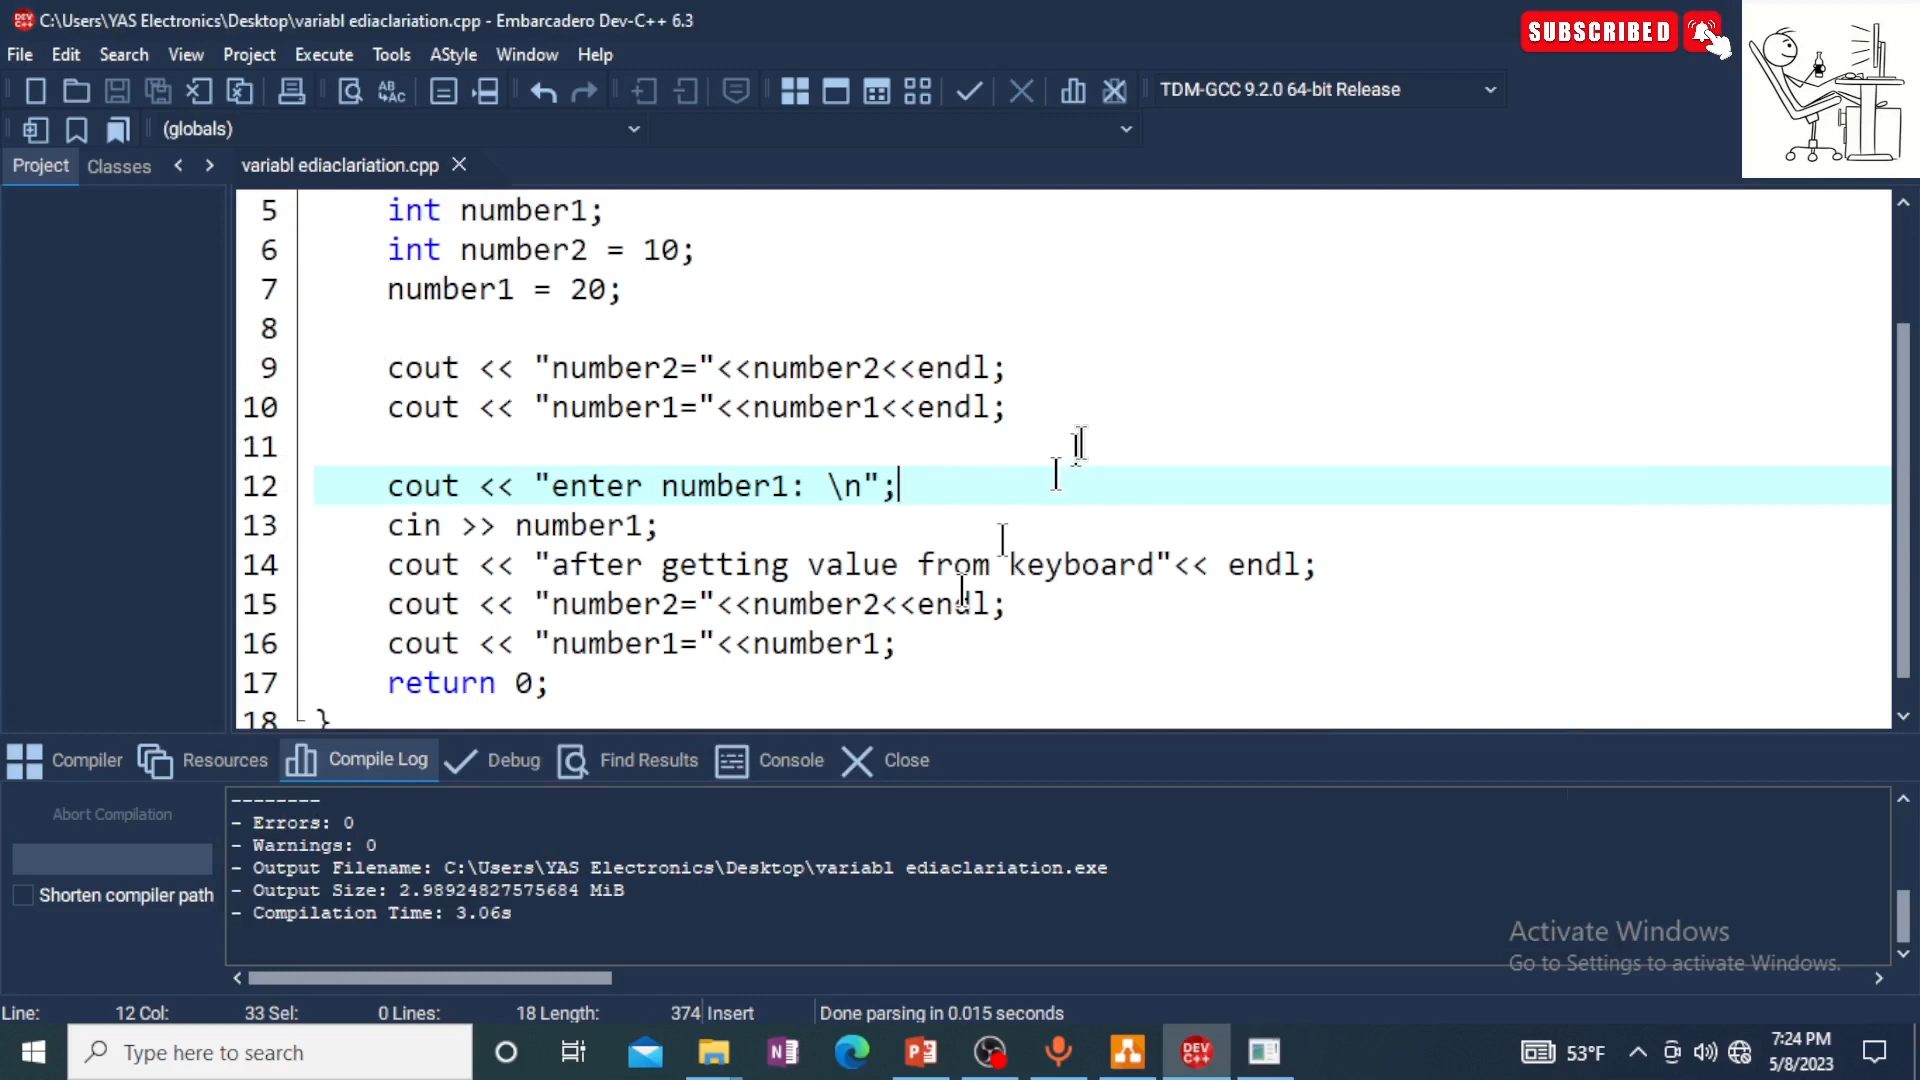 C:\Users\YAS Electronics\Desktop\variabl ediaclariation.cpp - Embarcadero Dev-C++ 6.3
SUBSCRIBED
File Edit Search View Project Execute Tools AStyle Window Help
TDM-GCC 9.2.0 64-bit Release
(globals)
Project Classes variabl ediaclariation.cpp
5 int number1;
6 int number2 = 10;
7 number1 = 20;
8
9 cout << "number2="<<number2<<endl;
10 cout << "number1="<<number1<<endl;
11
12 cout << "enter number1: \n";
13 cin >> number1;
14 cout << "after getting value from keyboard"<< endl;
15 cout << "number2="<<number2<<endl;
16 cout << "number1="<<number1;
17 return 0;
18 }
Compiler Resources Compile Log Debug Find Results Console Close
Abort Compilation
Shorten compiler path
--------
- Errors: 0
- Warnings: 0
- Output Filename: C:\Users\YAS Electronics\Desktop\variabl ediaclariation.exe
- Output Size: 2.98924827575684 MiB
- Compilation Time: 3.06s
Activate Windows
Go to Settings to activate Windows.
Line: 12 Col: 33 Sel: 0 Lines: 18 Length: 374 Insert Done parsing in 0.015 seconds
Type here to search
DEV C++
53°F
7:24 PM
5/8/2023